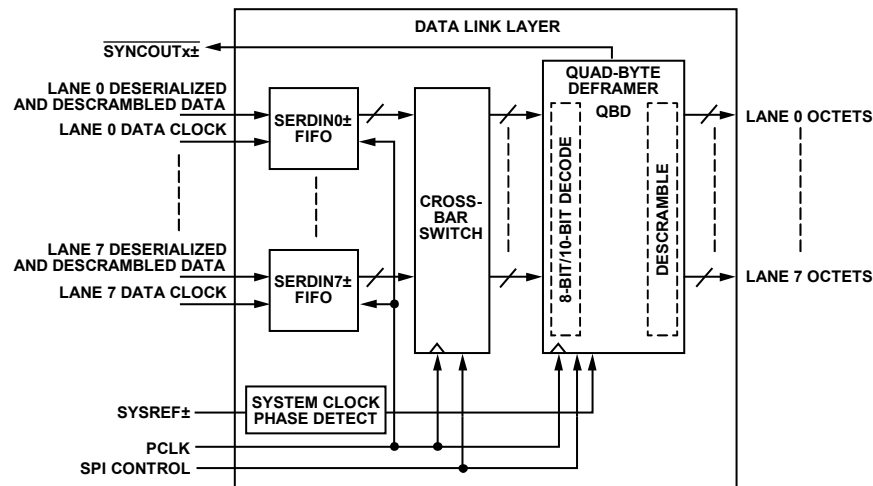 DATA LINK LAYER
SYNCOUTx±
QUAD-BYTE
DEFRAMER
QBD
LANE 0 DESERIALIZED
AND DESCRAMBLED DATA
LANE 0 DATA CLOCK
SERDIN0±
FIFO
LANE 0 OCTETS
CROSS-
BAR
SWITCH
8-BIT/10-BIT DECODE
DESCRAMBLE
LANE 7 DESERIALIZED
AND DESCRAMBLED DATA
LANE 7 DATA CLOCK
SERDIN7±
FIFO
LANE 7 OCTETS
SYSREF±
SYSTEM CLOCK
PHASE DETECT
PCLK
SPI CONTROL